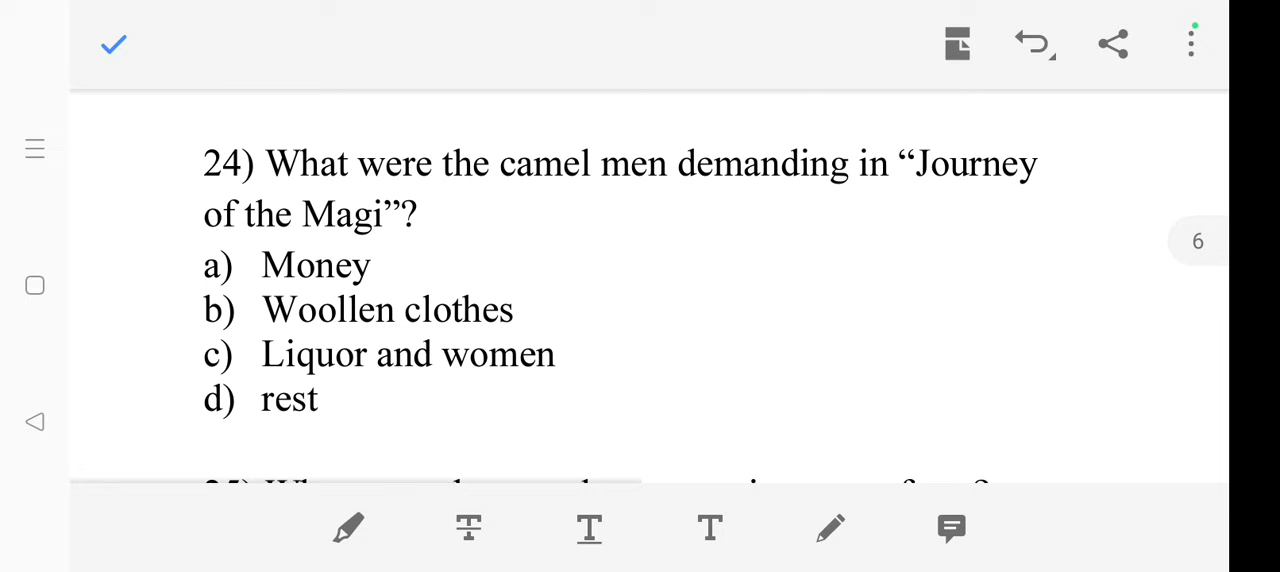 24) What were the camel men demanding in “Journey
of the Magi”?
a) Money
6
b) Woollen clothes
c) Liquor and women
d) rest